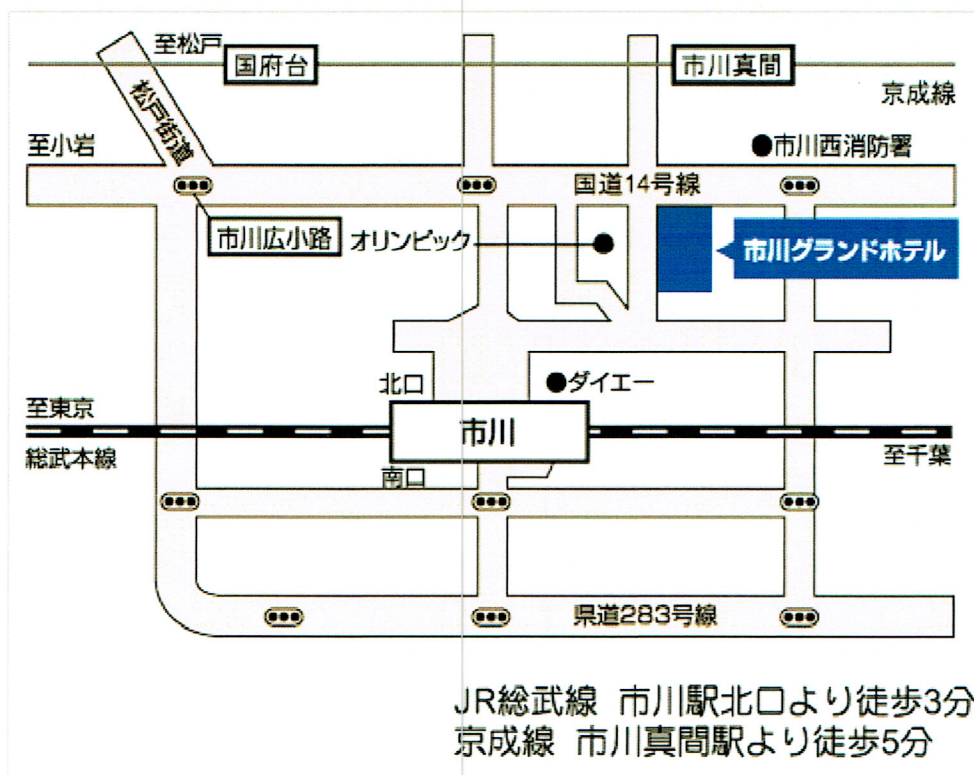 至松戸
国府台
市川真間
京成線
松戸街道
至小岩
●市川西消防署
国道14号線
市川広小路
オリンピック
市川グランドホテル
北口
●ダイエー
至東京
市川
総武本線
至千葉
南口
県道283号線
JR総武線 市川駅北口より徒歩3分
京成線 市川真間駅より徒歩5分